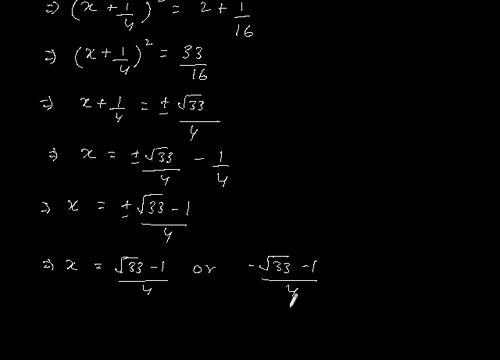 ⇒ (x + 1/4)² = 2 + 1/16
⇒ (x + 1/4)² = 33/16
⇒ x + 1/4 = ± √33/4
⇒ x = ± √33/4 - 1/4
⇒ x = (± √33 - 1)/4
⇒ x = (√33 - 1)/4 or (-√33 - 1)/4